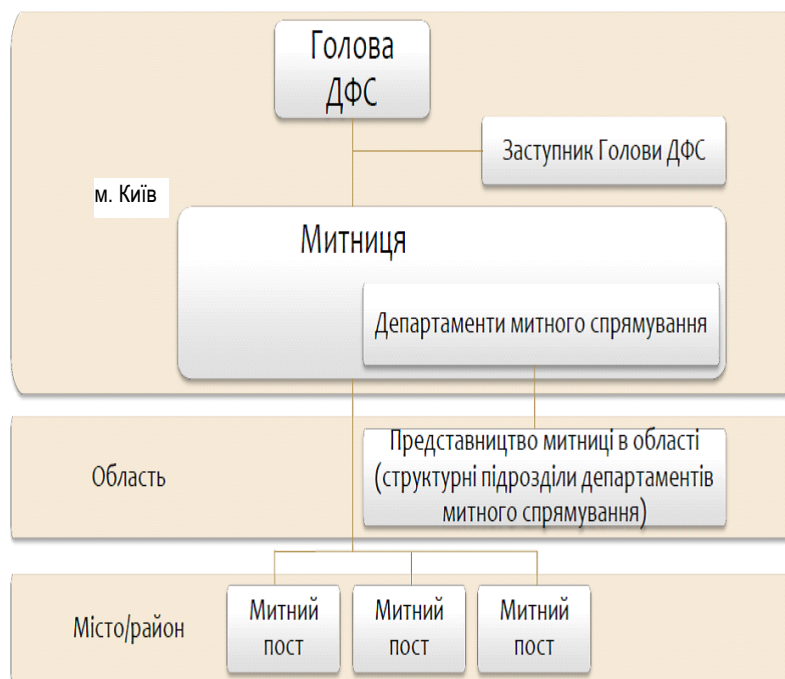 Голова
ДФС
Заступник Голови ДФС
м. Київ
Митниця
Департаменти митного спрямування
Область
Представництво митниці в області
(структурні підрозділи департаментів
митного спрямування)
Місто/район
Митний
пост
Митний
пост
Митний
пост